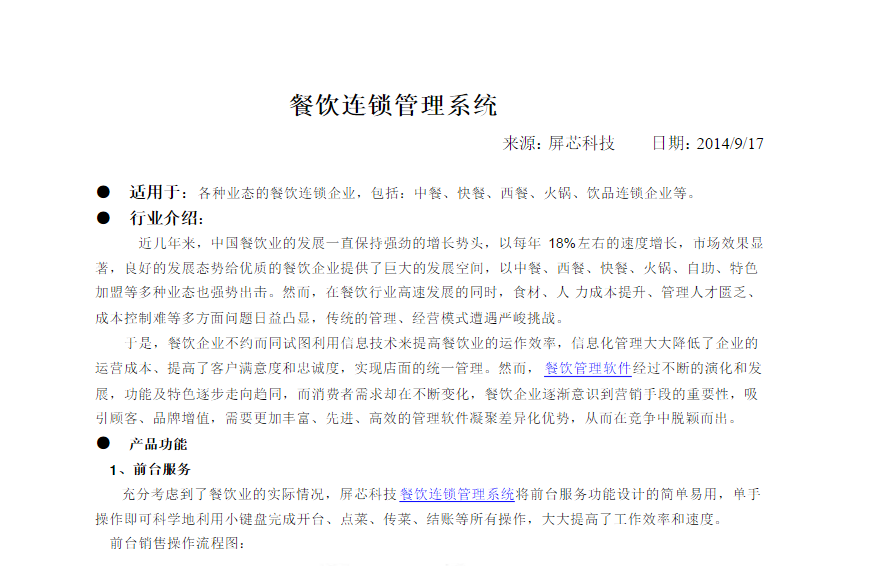 餐饮连锁管理系统
来源：屏芯科技 日期：2014/9/17
● 适用于：各种业态的餐饮连锁企业，包括：中餐、快餐、西餐、火锅、饮品连锁企业等。
● 行业介绍：
近几年来，中国餐饮业的发展一直保持强劲的增长势头，以每年 18%左右的速度增长，市场效果显
著，良好的发展态势给优质的餐饮企业提供了巨大的发展空间，以中餐、西餐、快餐、火锅、自助、特色
加盟等多种业态也强势出击。然而，在餐饮行业高速发展的同时，食材、人 力成本提升、管理人才匮乏、
成本控制难等多方面问题日益凸显，传统的管理、经营模式遭遇严峻挑战。
于是，餐饮企业不约而同试图利用信息技术来提高餐饮业的运作效率，信息化管理大大降低了企业的
运营成本、提高了客户满意度和忠诚度，实现店面的统一管理。然而， 餐饮管理软件经过不断的演化和发
展，功能及特色逐步走向趋同，而消费者需求却在不断变化，餐饮企业逐渐意识到营销手段的重要性，吸
引顾客、品牌增值，需要更加丰富、先进、高效的管理软件凝聚差异化优势，从而在竞争中脱颖而出。
● 产品功能
1、前台服务
充分考虑到了餐饮业的实际情况，屏芯科技餐饮连锁管理系统将前台服务功能设计的简单易用，单手
操作即可科学地利用小键盘完成开台、点菜、传菜、结账等所有操作，大大提高了工作效率和速度。
前台销售操作流程图：